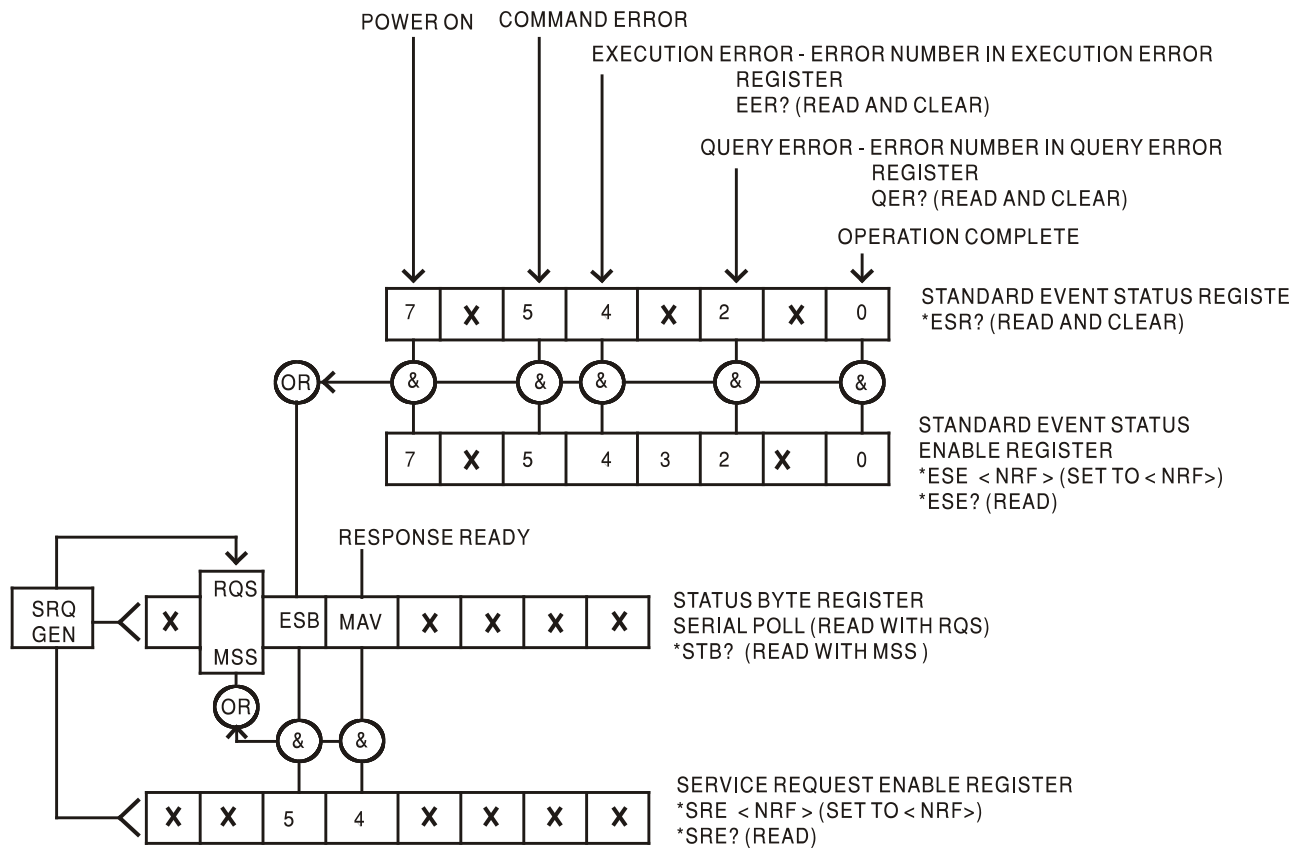 POWER ON COMMAND ERROR
EXECUTION ERROR - ERROR NUMBER IN EXECUTION ERROR
REGISTER
EER? (READ AND CLEAR)
QUERY ERROR - ERROR NUMBER IN QUERY ERROR
REGISTER
QER? (READ AND CLEAR)
OPERATION COMPLETE
7 X 5 4 X 2 X 0
STANDARD EVENT STATUS REGISTE
*ESR? (READ AND CLEAR)
OR & & & & &
7 X 5 4 3 2 X 0
STANDARD EVENT STATUS
ENABLE REGISTER
*ESE < NRF > (SET TO < NRF>)
*ESE? (READ)
RESPONSE READY
SRQ
GEN
X RQS ESB MAV X X X X
MSS
STATUS BYTE REGISTER
SERIAL POLL (READ WITH RQS)
*STB? (READ WITH MSS )
OR
& &
X X 5 4 X X X X
SERVICE REQUEST ENABLE REGISTER
*SRE < NRF > (SET TO < NRF>)
*SRE? (READ)